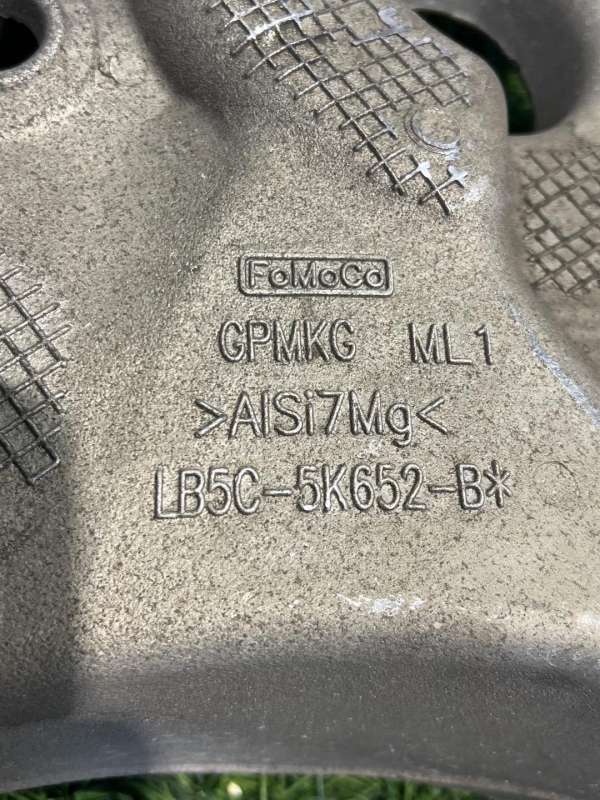 FoMoCo
GPMKG ML1
>AlSi7Mg<
LB5C-5K652-B*